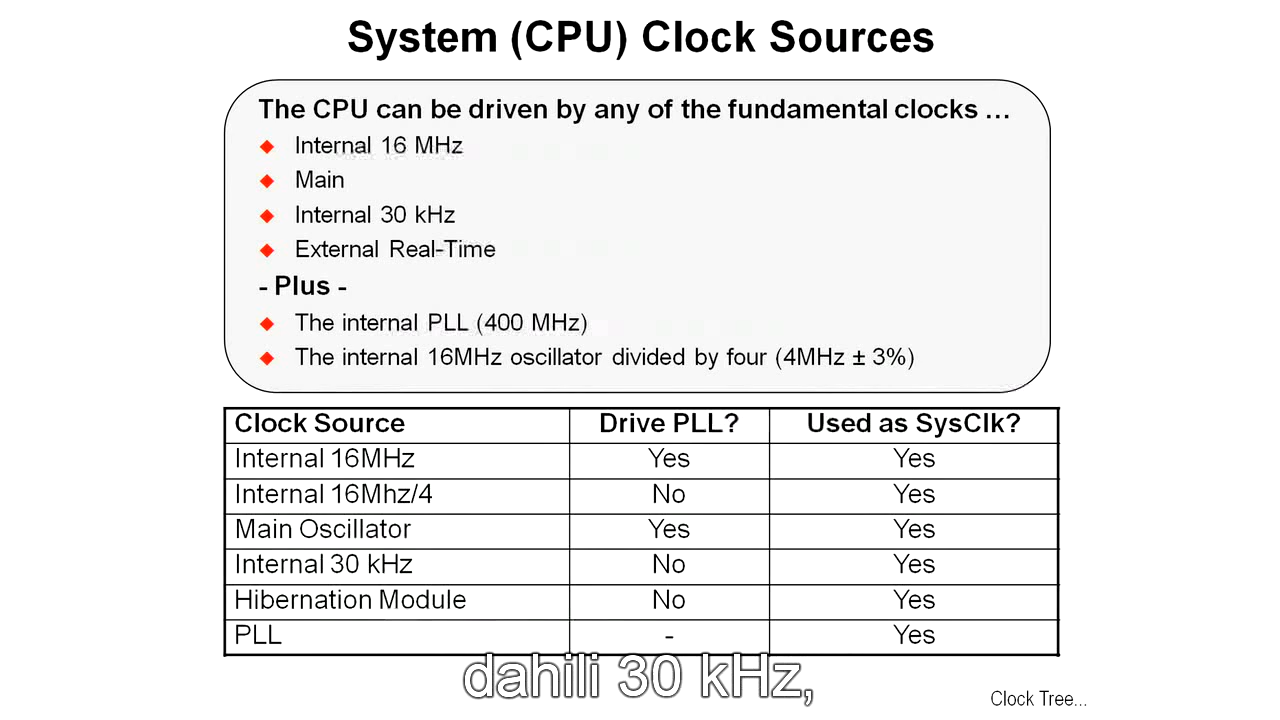 System (CPU) Clock Sources
The CPU can be driven by any of the fundamental clocks …
◆ Internal 16 MHz
◆ Main
◆ Internal 30 kHz
◆ External Real-Time
- Plus -
◆ The internal PLL (400 MHz)
◆ The internal 16MHz oscillator divided by four (4MHz ± 3%)
Clock Source Drive PLL? Used as SysClk?
Internal 16MHz Yes Yes
Internal 16Mhz/4 No Yes
Main Oscillator Yes Yes
Internal 30 kHz No Yes
Hibernation Module No Yes
PLL - Yes
dahili 30 kHz,
Clock Tree...